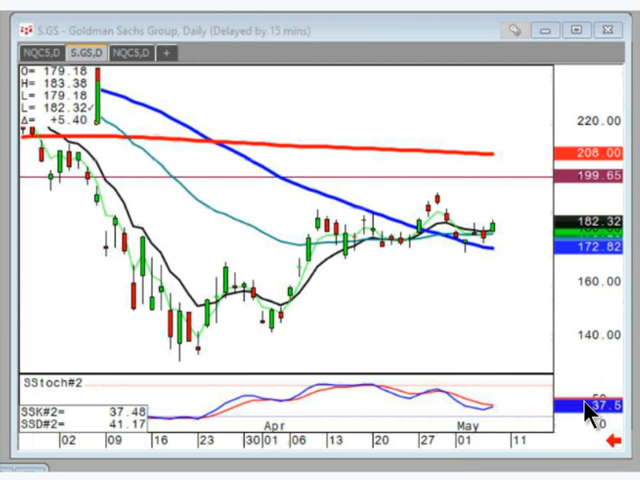 S.GS - Goldman Sachs Group, Daily (Delayed by 15 mins)
NQC5,D S.GS,D NQC5,D +
O= 179.18
H= 183.38
L= 179.18
L= 182.32✓
Δ= +5.40
220.00
208.00
199.65
182.32
172.82
160.00
140.00
SStoch#2
SSK#2= 37.48
SSD#2= 41.17
37.5
Apr May
02 09 16 23 30 01 06 13 20 27 01 11